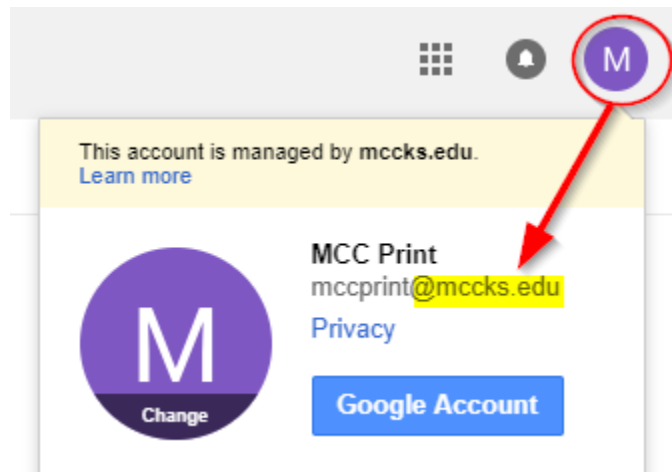 M
This account is managed by mccks.edu.
Learn more
M
Change
MCC Print
mccprint@mccks.edu
Privacy
Google Account